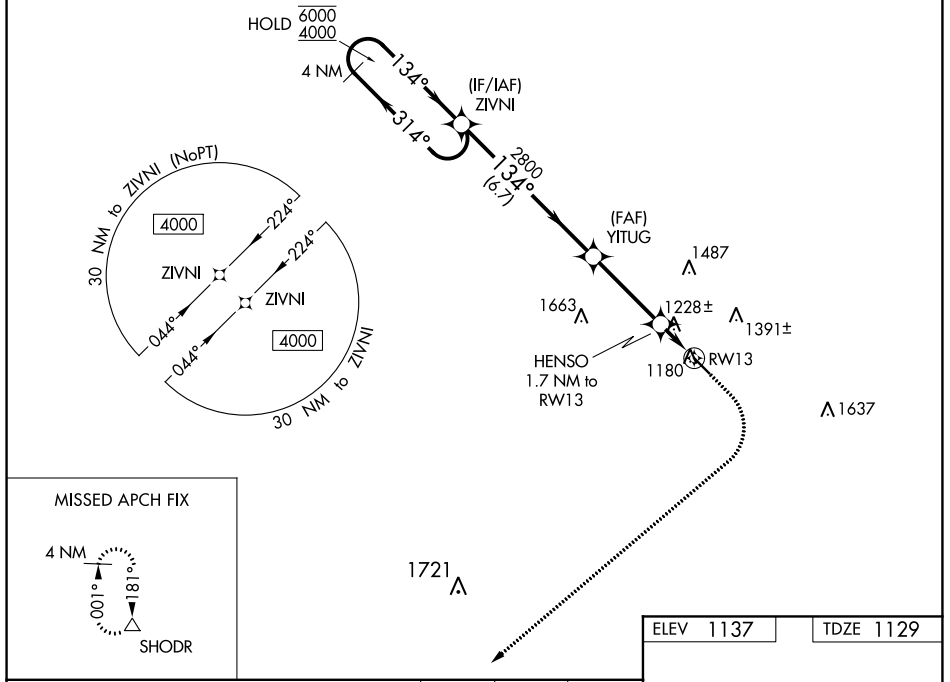 HOLD 6000
4000
4 NM
134°
314°
(IF/IAF)
ZIVNI
2800
134°
(6.7)
(FAF)
YITUG
30 NM to ZIVNI (NoPT)
4000
224°
ZIVNI
044°
224°
ZIVNI
4000
044°
30 NM to ZIVNI
1487
1663
1228±
1391±
HENSO
1.7 NM to
RW13
1180
RW13
1637
MISSED APCH FIX
4 NM
001°
181°
SHODR
1721
ELEV 1137
TDZE 1129